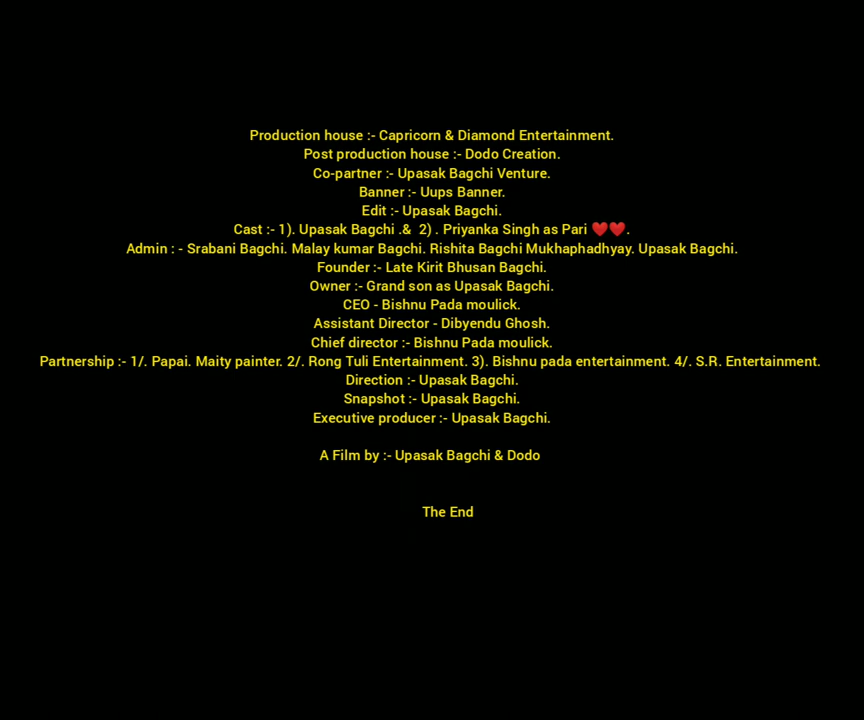 Production house :- Capricorn & Diamond Entertainment.
Post production house :- Dodo Creation.
Co-partner :- Upasak Bagchi Venture.
Banner :- Uups Banner.
Edit :- Upasak Bagchi.
Cast :- 1). Upasak Bagchi .&  2) . Priyanka Singh as Pari ❤️❤️.
Admin : - Srabani Bagchi. Malay kumar Bagchi. Rishita Bagchi Mukhaphadhyay. Upasak Bagchi.
Founder :- Late Kirit Bhusan Bagchi.
Owner :- Grand son as Upasak Bagchi.
CEO - Bishnu Pada moulick.
Assistant Director - Dibyendu Ghosh.
Chief director :- Bishnu Pada moulick.
Partnership :- 1/. Papai. Maity painter. 2/. Rong Tuli Entertainment. 3). Bishnu pada entertainment. 4/. S.R. Entertainment.
Direction :- Upasak Bagchi.
Snapshot :- Upasak Bagchi.
Executive producer :- Upasak Bagchi.
A Film by :- Upasak Bagchi & Dodo
The End